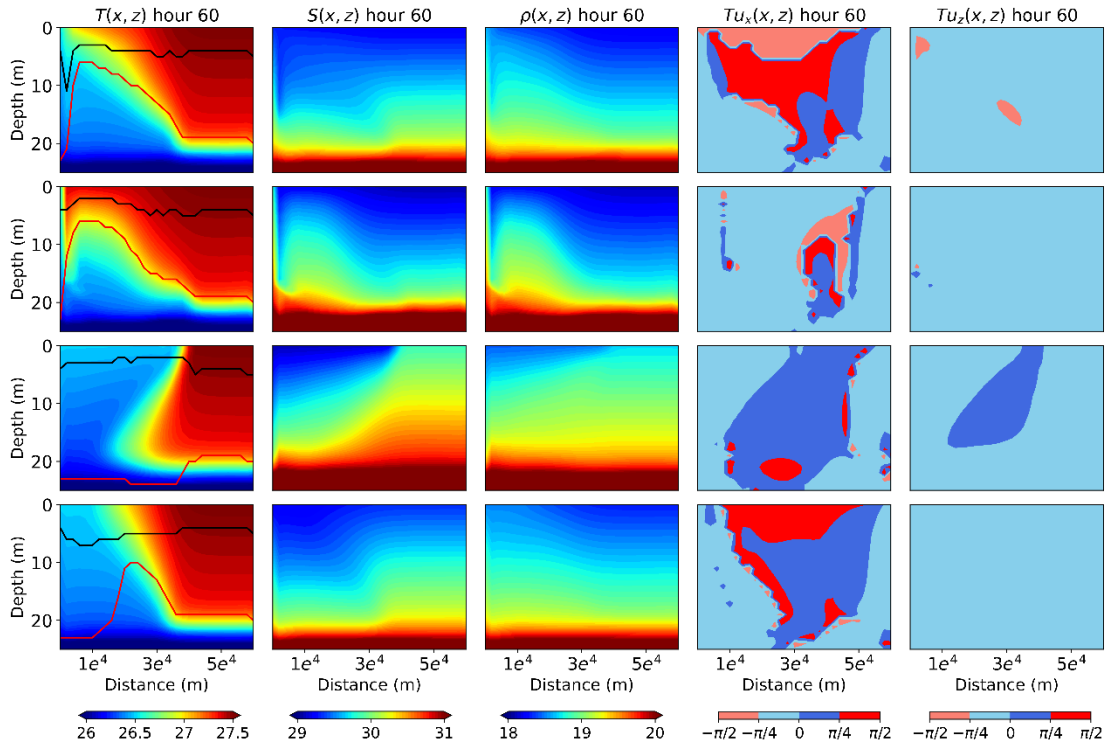 T(x, z) hour 60 S(x, z) hour 60 ρ(x, z) hour 60 Tuₓ(x, z) hour 60 Tu_z(x, z) hour 60
0
10
20
Depth (m)
0
10
20
Depth (m)
0
10
20
Depth (m)
0
10
20
Depth (m)
1e⁴ 3e⁴ 5e⁴ 1e⁴ 3e⁴ 5e⁴ 1e⁴ 3e⁴ 5e⁴ 1e⁴ 3e⁴ 5e⁴ 1e⁴ 3e⁴ 5e⁴
Distance (m) Distance (m) Distance (m) Distance (m) Distance (m)
26 26.5 27 27.5 29 30 31 18 19 20 −π/2 −π/4 0 π/4 π/2 −π/2 −π/4 0 π/4 π/2